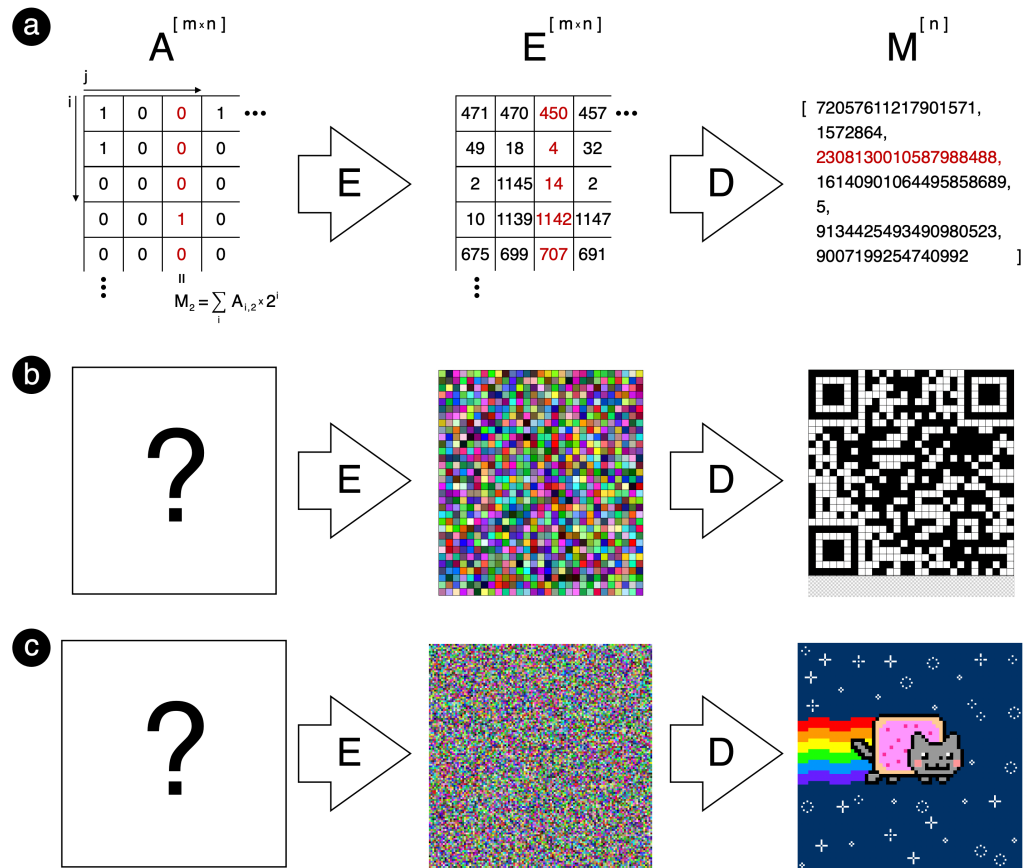 a
A [ m × n ]
E [ m × n ]
M [ n ]
j
i
1 0 0 1 •••
1 0 0 0
0 0 0 0
0 0 1 0
0 0 0 0
M₂ = ∑ᵢ Aᵢ,₂ × 2ⁱ
E
471 470 450 457 •••
49 18 4 32
2 1145 14 2
10 1139 1142 1147
675 699 707 691
D
[ 72057611217901571,
1572864,
2308130010587988488,
16140901064495858689,
5,
9134425493490980523,
9007199254740992 ]
b
?
E
D
c
?
E
D